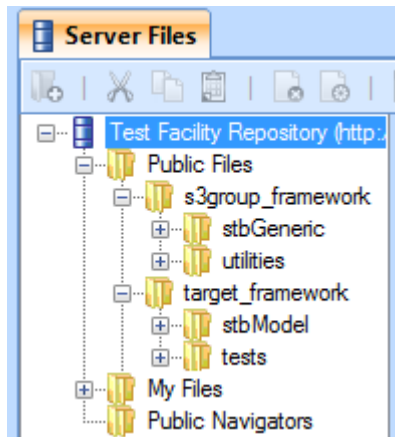 Server Files
Test Facility Repository (http:/
Public Files
s3group_framework
stbGeneric
utilities
target_framework
stbModel
tests
My Files
Public Navigators